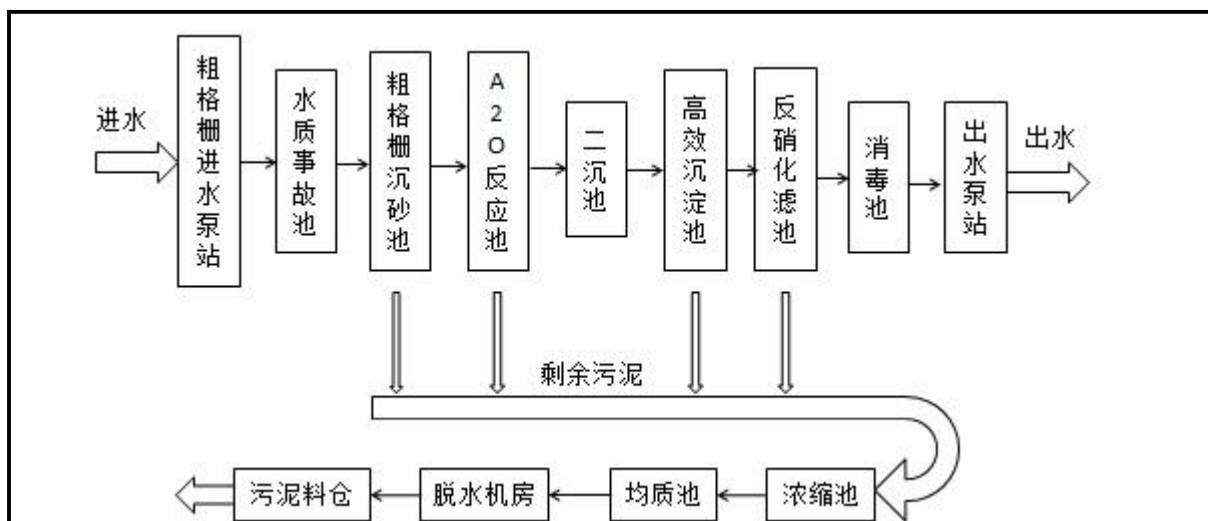 进水
粗格栅进水泵站
水质事故池
粗格栅沉砂池
A2O反应池
二沉池
高效沉淀池
反硝化滤池
消毒池
出水泵站
出水
剩余污泥
污泥料仓
脱水机房
均质池
浓缩池